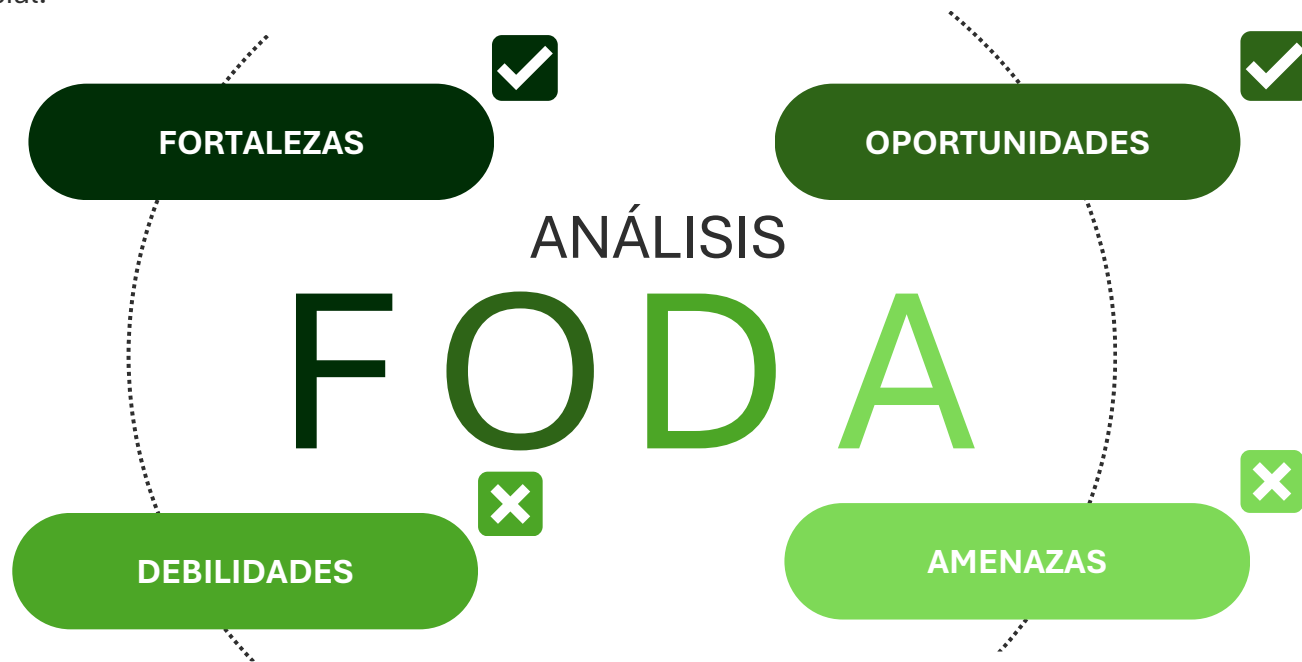 FORTALEZAS
OPORTUNIDADES
ANÁLISIS
FODA
DEBILIDADES
AMENAZAS